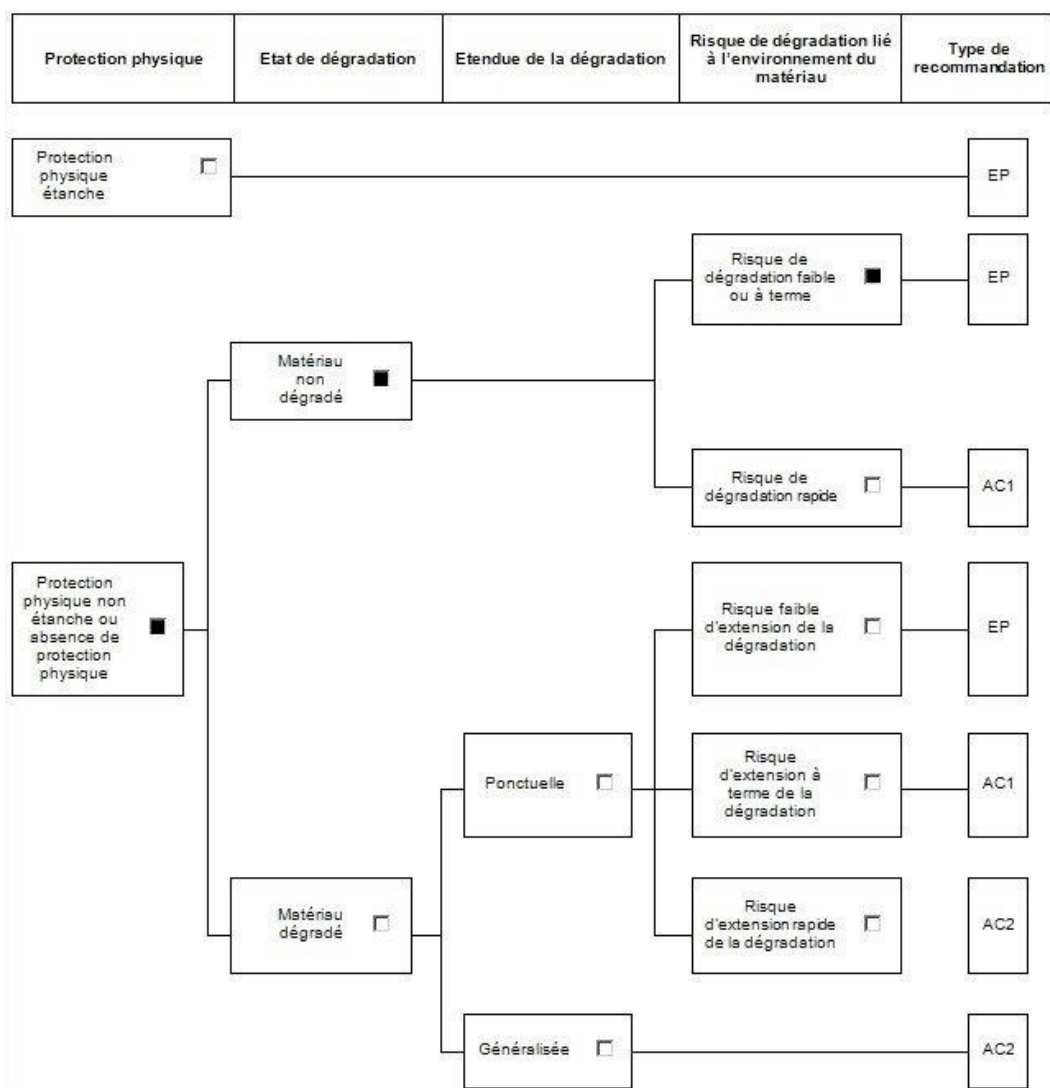 Protection physique
Etat de dégradation
Etendue de la dégradation
Risque de dégradation lié
à l'environnement du
matériau
Type de
recommandation
Protection
physique
étanche
EP
Risque de
dégradation faible
ou à terme
EP
Matériau
non
dégradé
Risque de
dégradation rapide
AC1
Protection
physique non
étanche ou
absence de
protection
physique
Risque faible
d'extension de la
dégradation
EP
Ponctuelle
Risque
d'extension à
terme de la
dégradation
AC1
Matériau
dégradé
Risque
d'extension rapide
de la dégradation
AC2
Généralisée
AC2